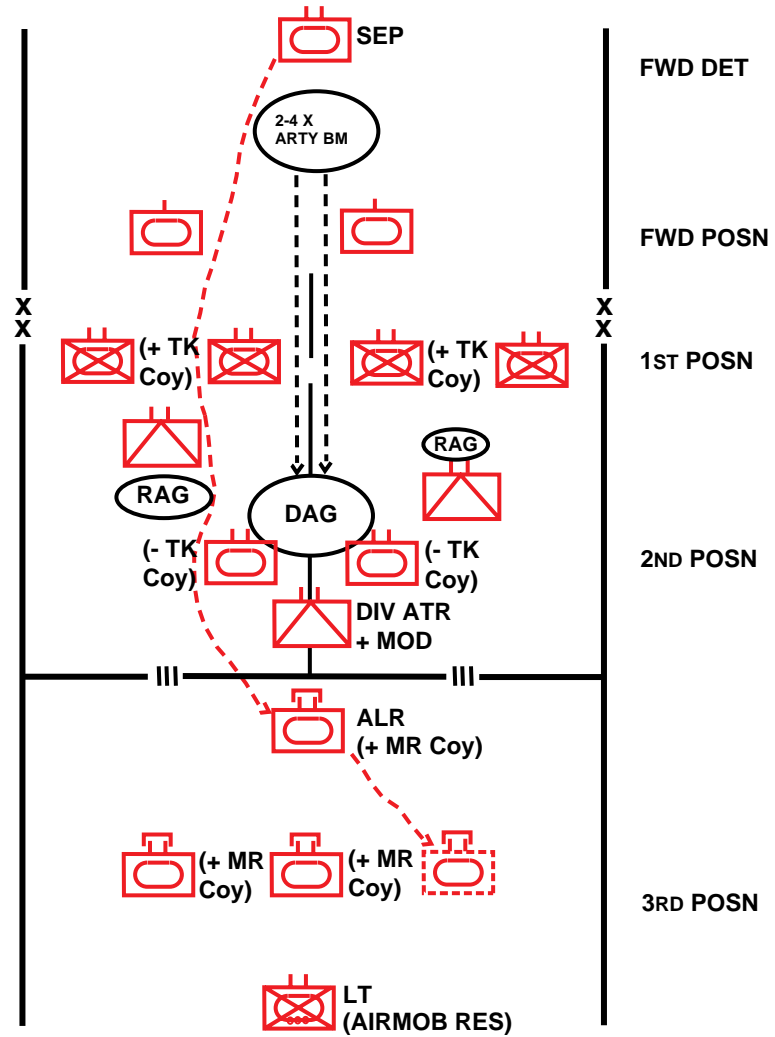 SEP
FWD DET
2-4 X
ARTY BM
FWD POSN
X
X
X
X
(+ TK
Coy)
(+ TK
Coy)
1ST POSN
RAG
RAG
DAG
(- TK
Coy)
(- TK
Coy)
2ND POSN
DIV ATR
+ MOD
III
III
ALR
(+ MR Coy)
(+ MR
Coy)
(+ MR
Coy)
3RD POSN
LT
(AIRMOB RES)